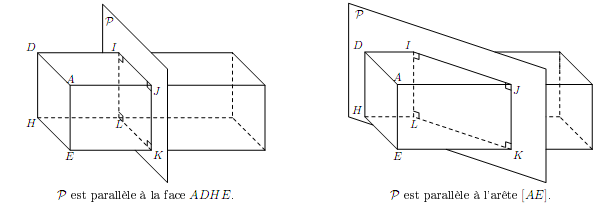 𝒫
D
I
A
J
H
L
E
K
𝒫 est parallèle à la face ADHE.
𝒫
D
I
A
J
H
L
E
K
𝒫 est parallèle à l'arête [AE].